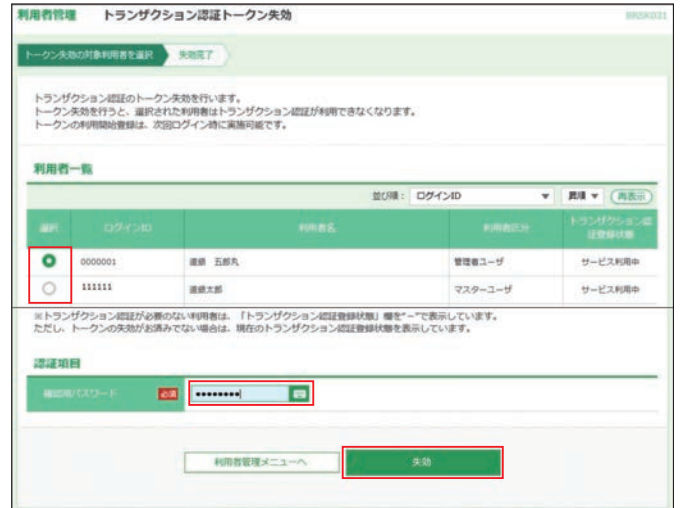 利用者管理 トランザクション認証トークン失効 BRSK031
トークン失効の対象利用者を選択 失効完了
トランザクション認証のトークン失効を行います。
トークン失効を行うと、選択された利用者はトランザクション認証が利用できなくなります。
トークンの利用開始登録は、次回ログイン時に実施可能です。
利用者一覧
並び順： ログインID 昇順 再表示
選択 ログインID 利用者名 利用者区分 トランザクション認
証登録状態
0000001 道銀 五郎丸 管理者ユーザ サービス利用中
111111 道銀太郎 マスターユーザ サービス利用中
※トランザクション認証が必要のない利用者は、「トランザクション認証登録状態」欄を"－"で表示しています。
ただし、トークンの失効がお済みでない場合は、現在のトランザクション認証登録状態を表示しています。
認証項目
確認用パスワード 必須 ••••••••
利用者管理メニューへ 失効